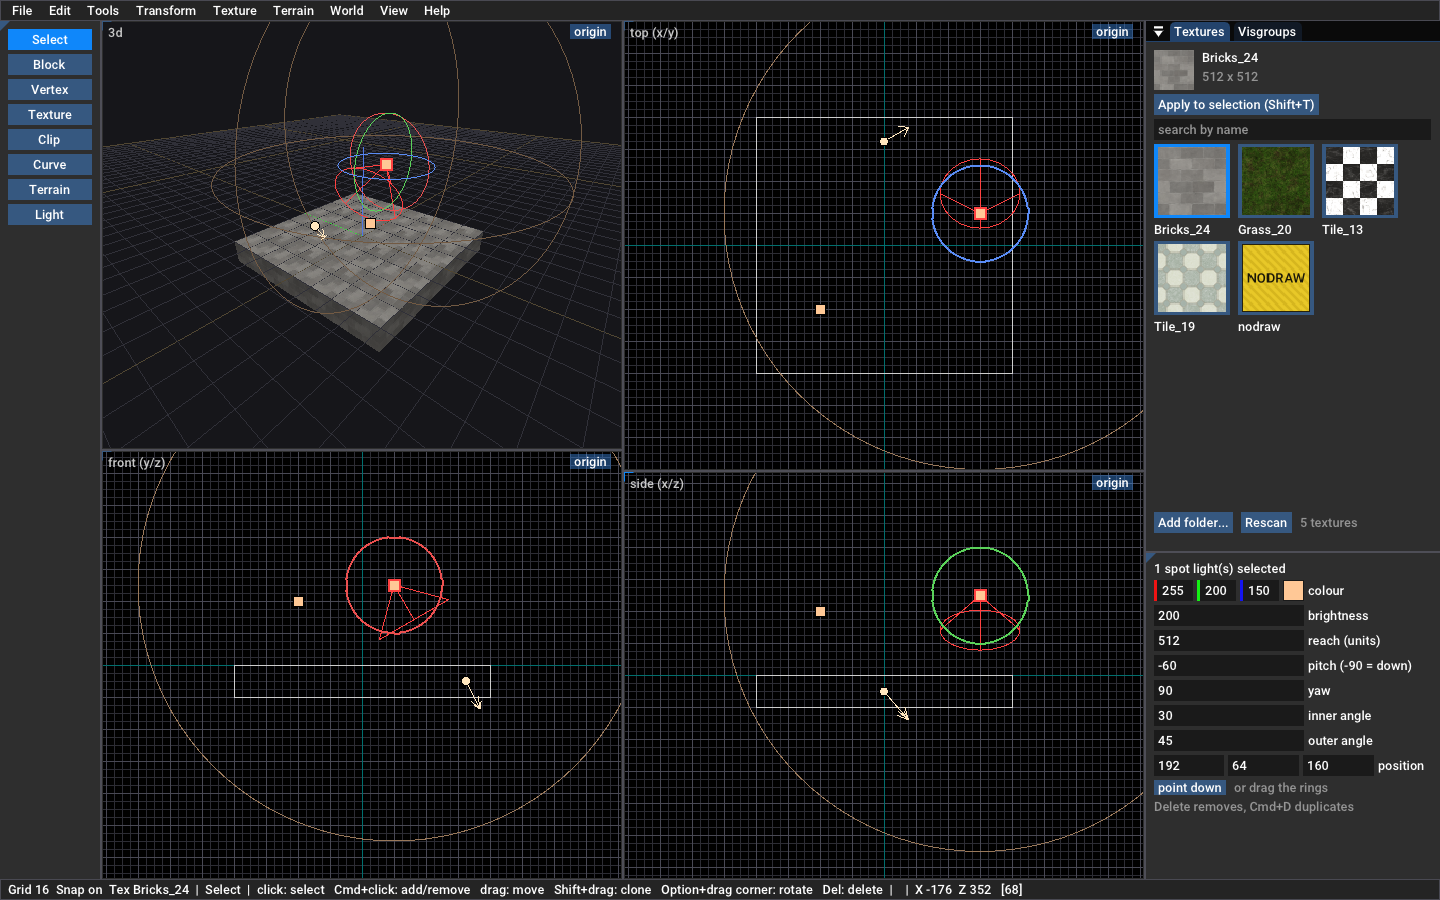 File Edit Tools Transform Texture Terrain World View Help
Select
Block
Vertex
Texture
Clip
Curve
Terrain
Light
3d origin
top (x/y) origin
front (y/z) origin
side (x/z) origin
Textures Visgroups
Bricks_24
512 x 512
Apply to selection (Shift+T)
search by name
Bricks_24 Grass_20 Tile_13
NODRAW
Tile_19 nodraw
Add folder... Rescan 5 textures
1 spot light(s) selected
255 200 150 colour
200 brightness
512 reach (units)
-60 pitch (-90 = down)
90 yaw
30 inner angle
45 outer angle
192 64 160 position
point down or drag the rings
Delete removes, Cmd+D duplicates
Grid 16 Snap on Tex Bricks_24 | Select | click: select Cmd+click: add/remove drag: move Shift+drag: clone Option+drag corner: rotate Del: delete | | X -176 Z 352 [68]